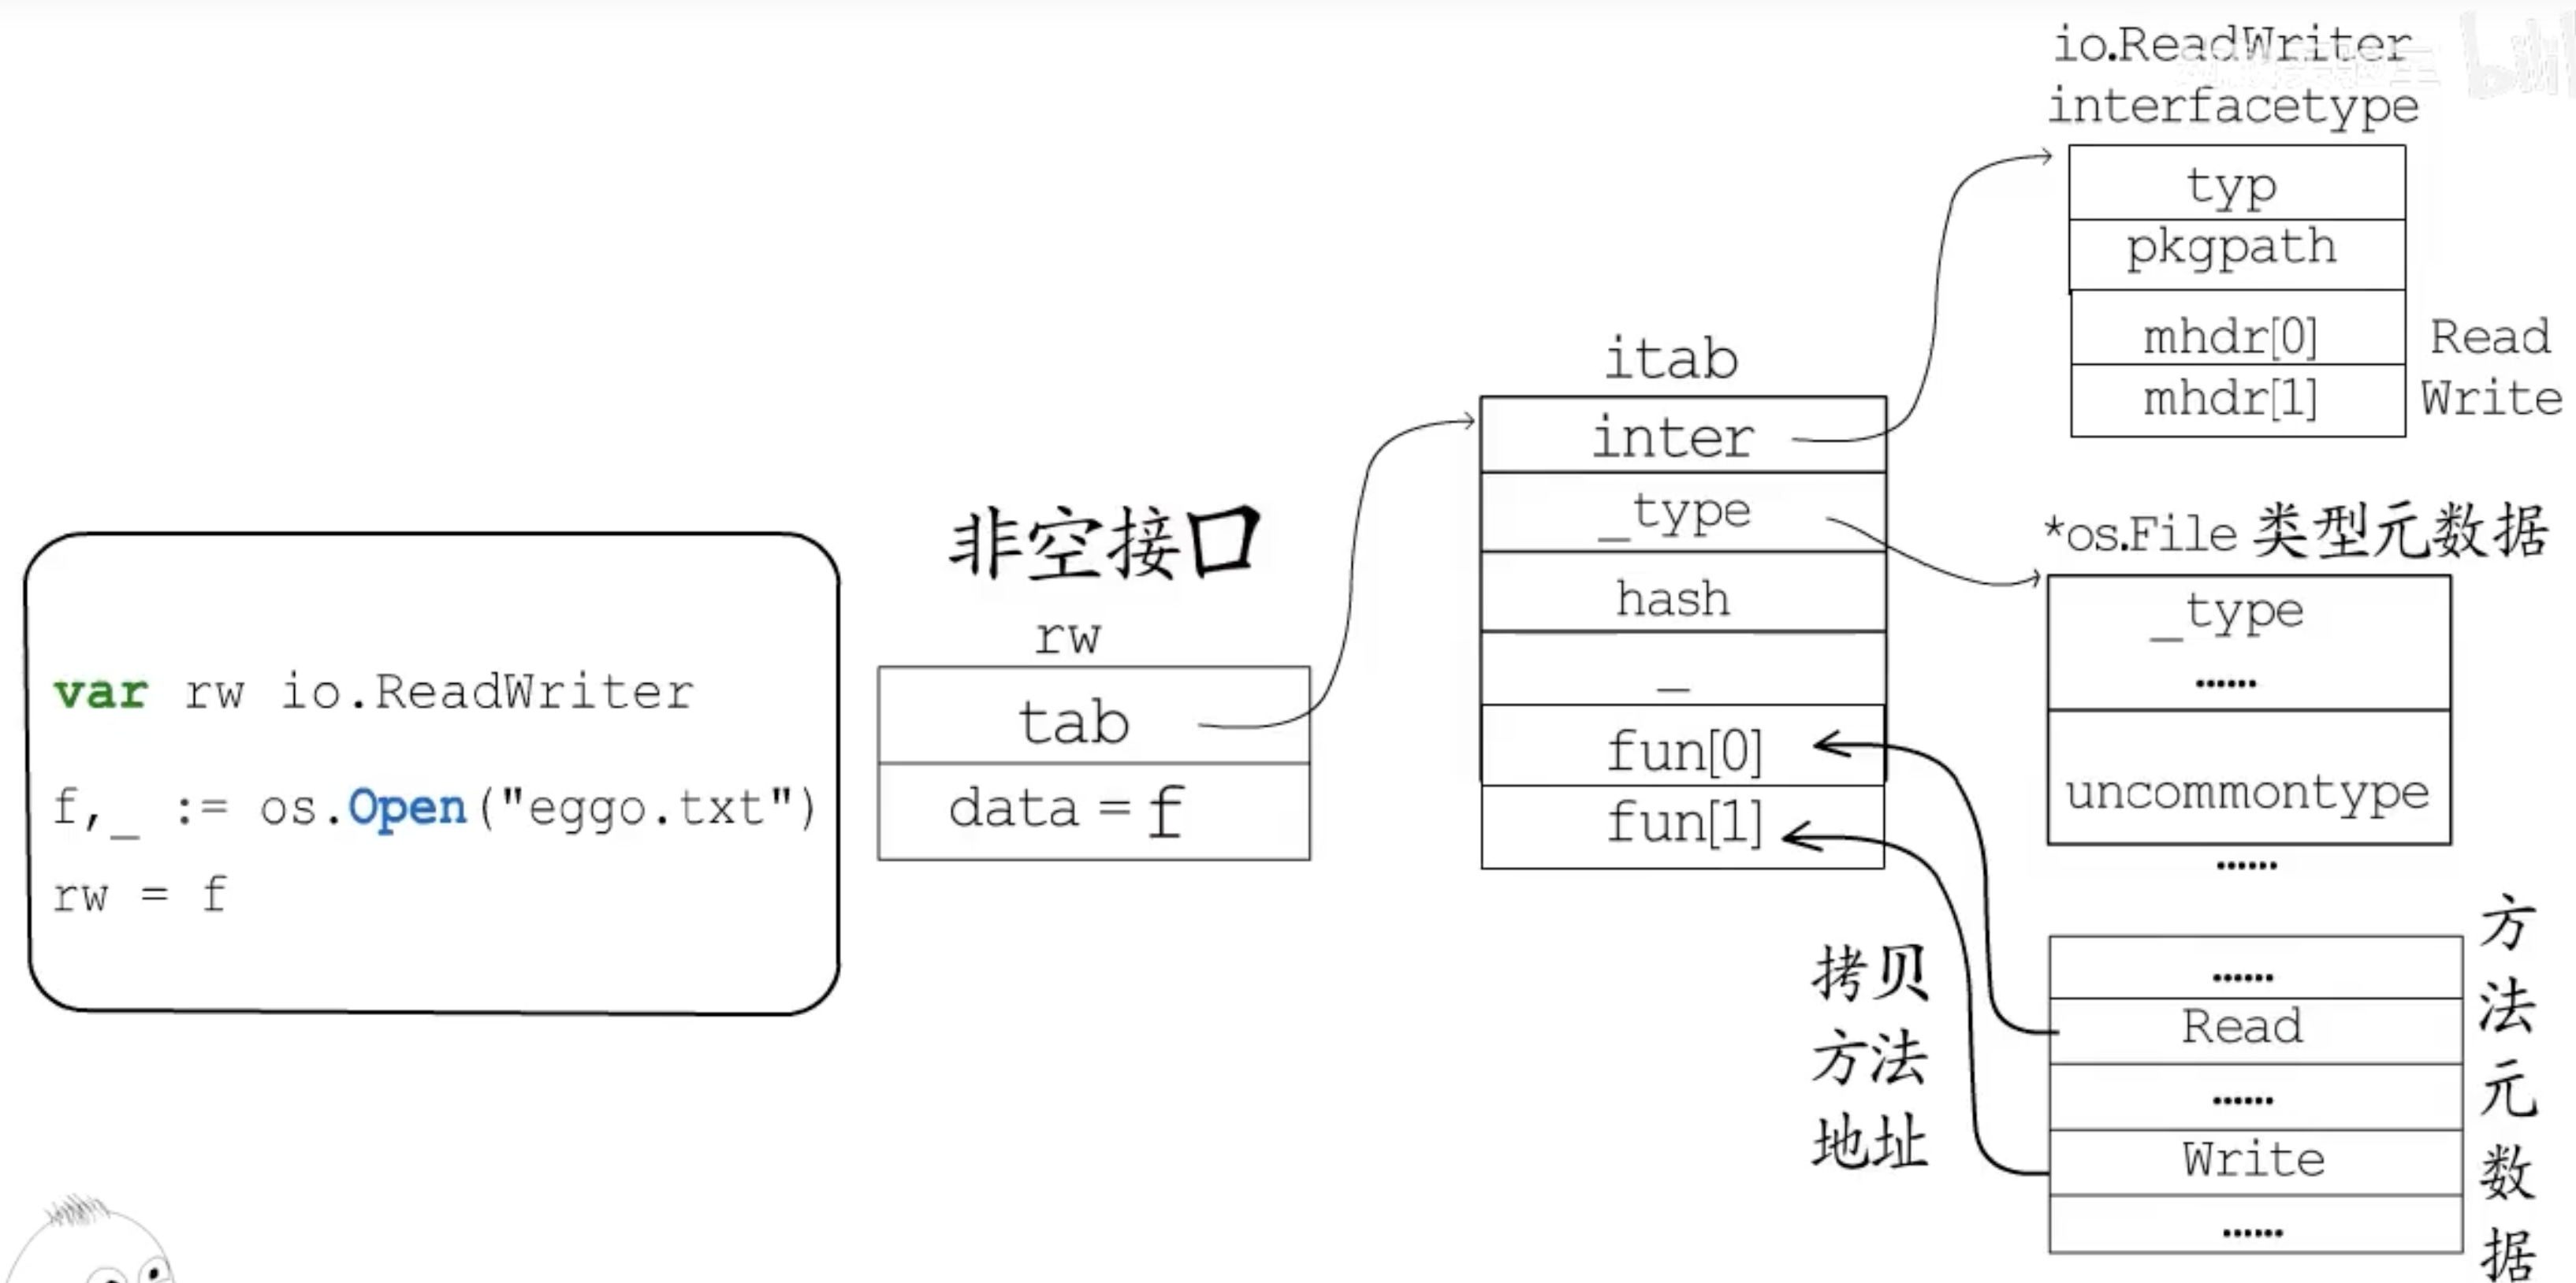 io.ReadWriter
interfacetype
typ
pkgpath
mhdr[0] Read
mhdr[1] Write
itab
inter
_type
hash
_
fun[0]
fun[1]
非空接口
rw
tab
data = f
var rw io.ReadWriter
f,_ := os.Open("eggo.txt")
rw = f
*os.File 类型元数据
_type
......
uncommontype
......
拷贝
方法
地址
......
Read
......
Write
......
方
法
元
数
据